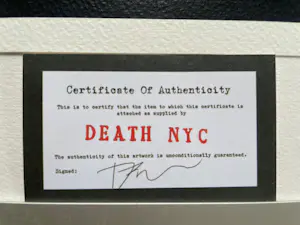 Certificate Of Authenticity
This is to certify that the item to which this certificate is
attached as supplied by
DEATH NYC
The authenticity of this artwork is unconditionally guaranteed.
Signed: